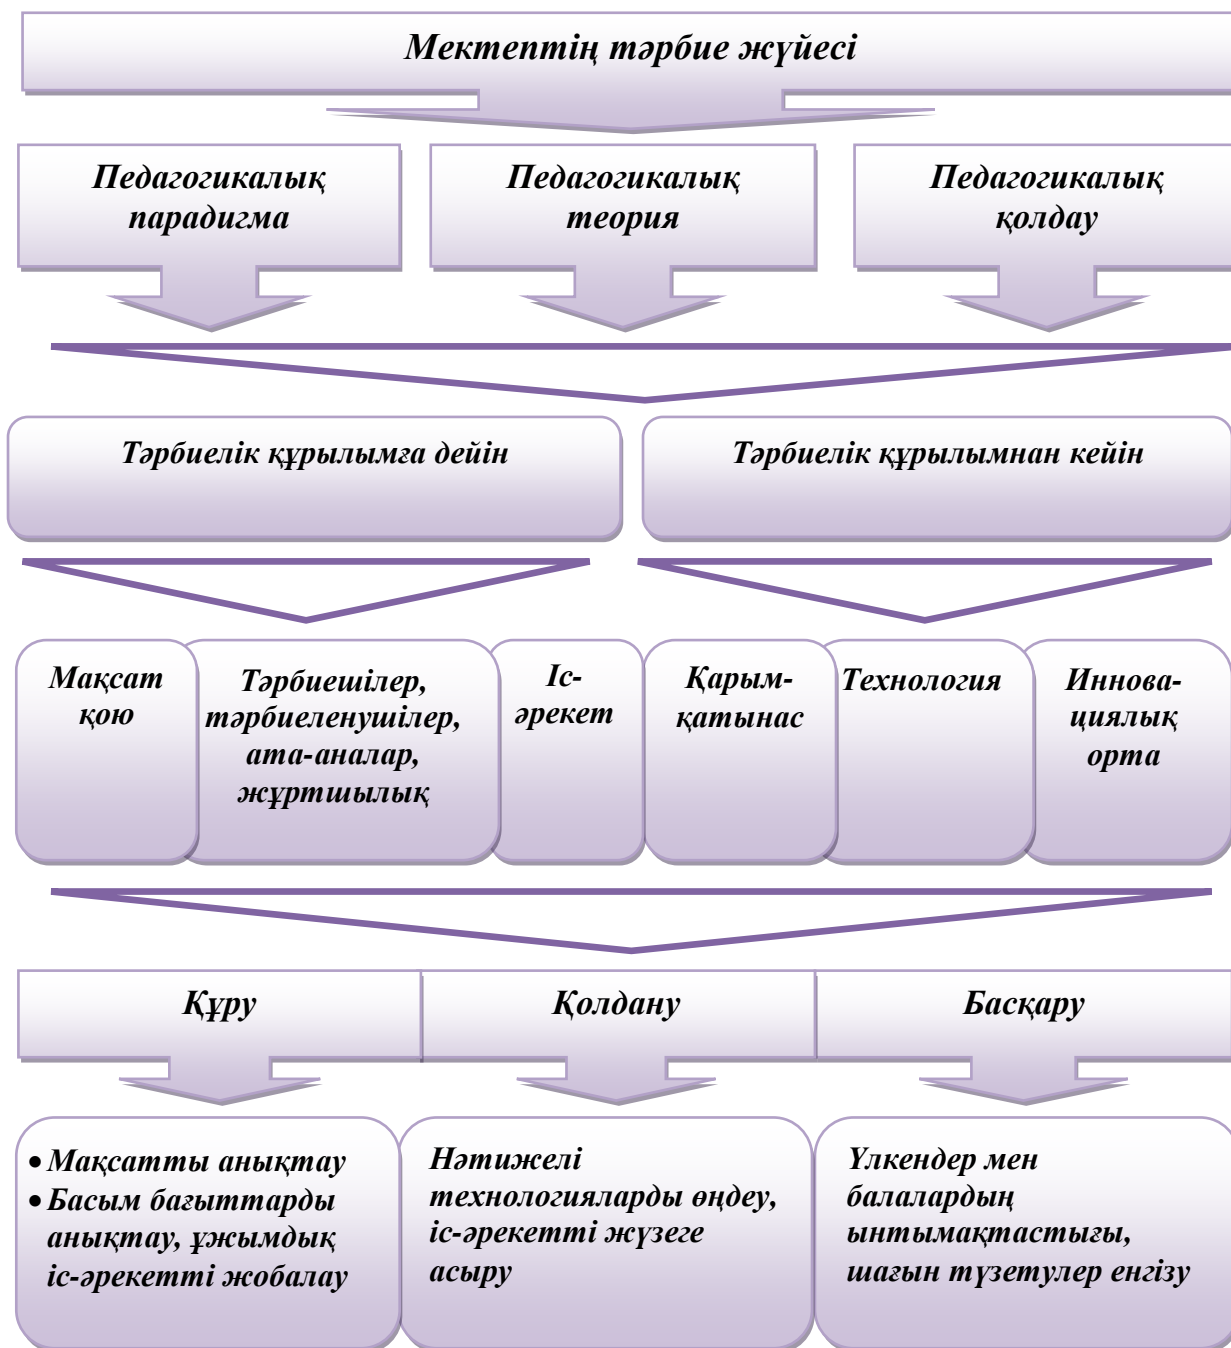 Мектептің тәрбие жүйесі
Педагогикалық
парадигма
Педагогикалық
теория
Педагогикалық
қолдау
Тәрбиелік құрылымға дейін
Тәрбиелік құрылымнан кейін
Мақсат
қою
Тәрбиешілер,
тәрбиеленушілер,
ата-аналар,
жұртшылық
Іс-
әрекет
Қарым-
қатынас
Технология
Иннова-
циялық
орта
Құру
Қолдану
Басқару
• Мақсатты анықтау
• Басым бағыттарды
анықтау, ұжымдық
іс-әрекетті жобалау
Нәтижелі
технологияларды өңдеу,
іс-әрекетті жүзеге
асыру
Үлкендер мен
балалардың
ынтымақтастығы,
шағын түзетулер енгізу